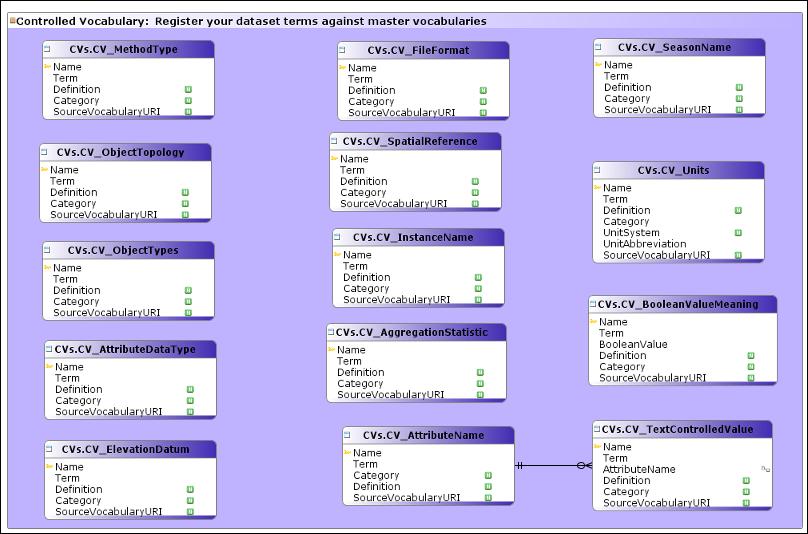 Controlled Vocabulary: Register your dataset terms against master vocabularies
CVs.CV_MethodType
Name
Term
Definition
Category
SourceVocabularyURI
CVs.CV_ObjectTopology
Name
Term
Definition
Category
SourceVocabularyURI
CVs.CV_ObjectTypes
Name
Term
Definition
Category
SourceVocabularyURI
CVs.CV_AttributeDataType
Name
Term
Definition
Category
SourceVocabularyURI
CVs.CV_ElevationDatum
Name
Term
Definition
Category
SourceVocabularyURI
CVs.CV_FileFormat
Name
Term
Definition
Category
SourceVocabularyURI
CVs.CV_SpatialReference
Name
Term
Definition
Category
SourceVocabularyURI
CVs.CV_InstanceName
Name
Term
Definition
Category
SourceVocabularyURI
CVs.CV_AggregationStatistic
Name
Term
Definition
Category
SourceVocabularyURI
CVs.CV_AttributeName
Name
Term
Category
Definition
SourceVocabularyURI
CVs.CV_SeasonName
Name
Term
Definition
Category
SourceVocabularyURI
CVs.CV_Units
Name
Term
Definition
Category
UnitSystem
UnitAbbreviation
SourceVocabularyURI
CVs.CV_BooleanValueMeaning
Name
Term
BooleanValue
Definition
Category
SourceVocabularyURI
CVs.CV_TextControlledValue
Name
Term
AttributeName
Definition
Category
SourceVocabularyURI